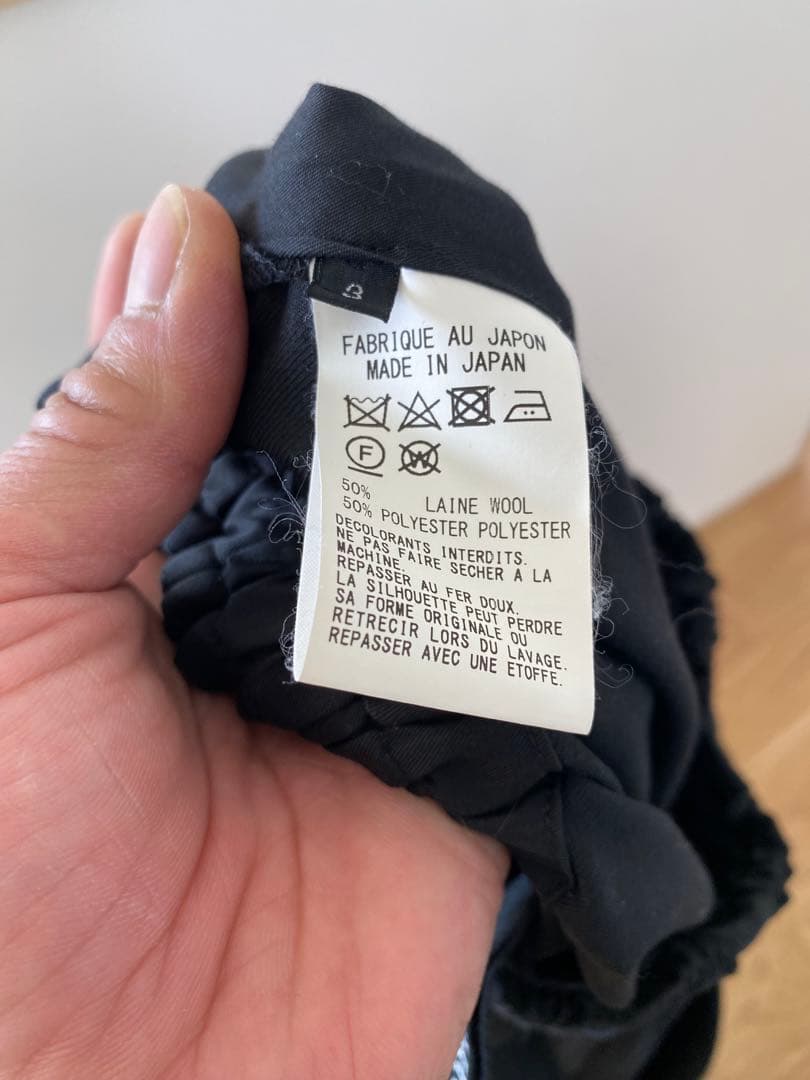 3
FABRIQUE AU JAPON
MADE IN JAPAN
F
W
50% LAINE WOOL
50% POLYESTER POLYESTER
DECOLORANTS INTERDITS.
NE PAS FAIRE SECHER A LA
MACHINE.
REPASSER AU FER DOUX.
LA SILHOUETTE PEUT PERDRE
SA FORME ORIGINALE OU
RETRECIR LORS DU LAVAGE.
REPASSER AVEC UNE ETOFFE.